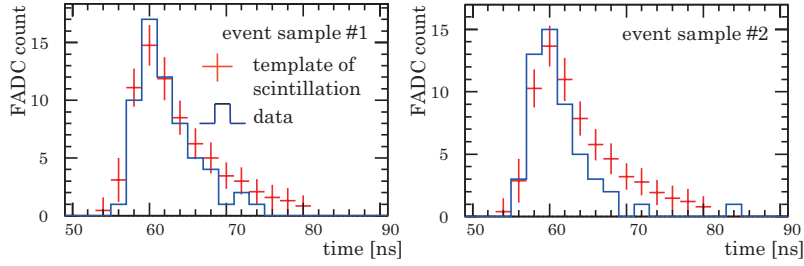 FADC count
15
10
5
0
event sample #1
template of
scintillation
data
50
60
70
80
90
time [ns]
FADC count
15
10
5
0
event sample #2
50
60
70
80
90
time [ns]